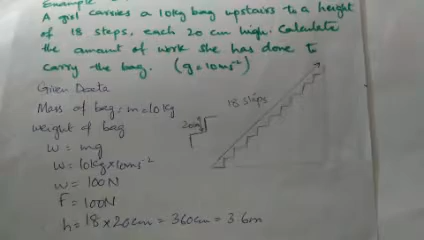 Example
A girl carries a 10kg bag upstairs to a height
of 18 steps, each 20 cm high. Calculate
the amount of work she has done to
carry the bag. (g = 10ms⁻²)
Given Data
Mass of bag: m = 10kg
weight of bag
W = mg
W = 10kg × 10ms⁻²
W = 100N
F = 100N
h = 18 × 20cm = 360cm = 3.6m
18 steps
20cm